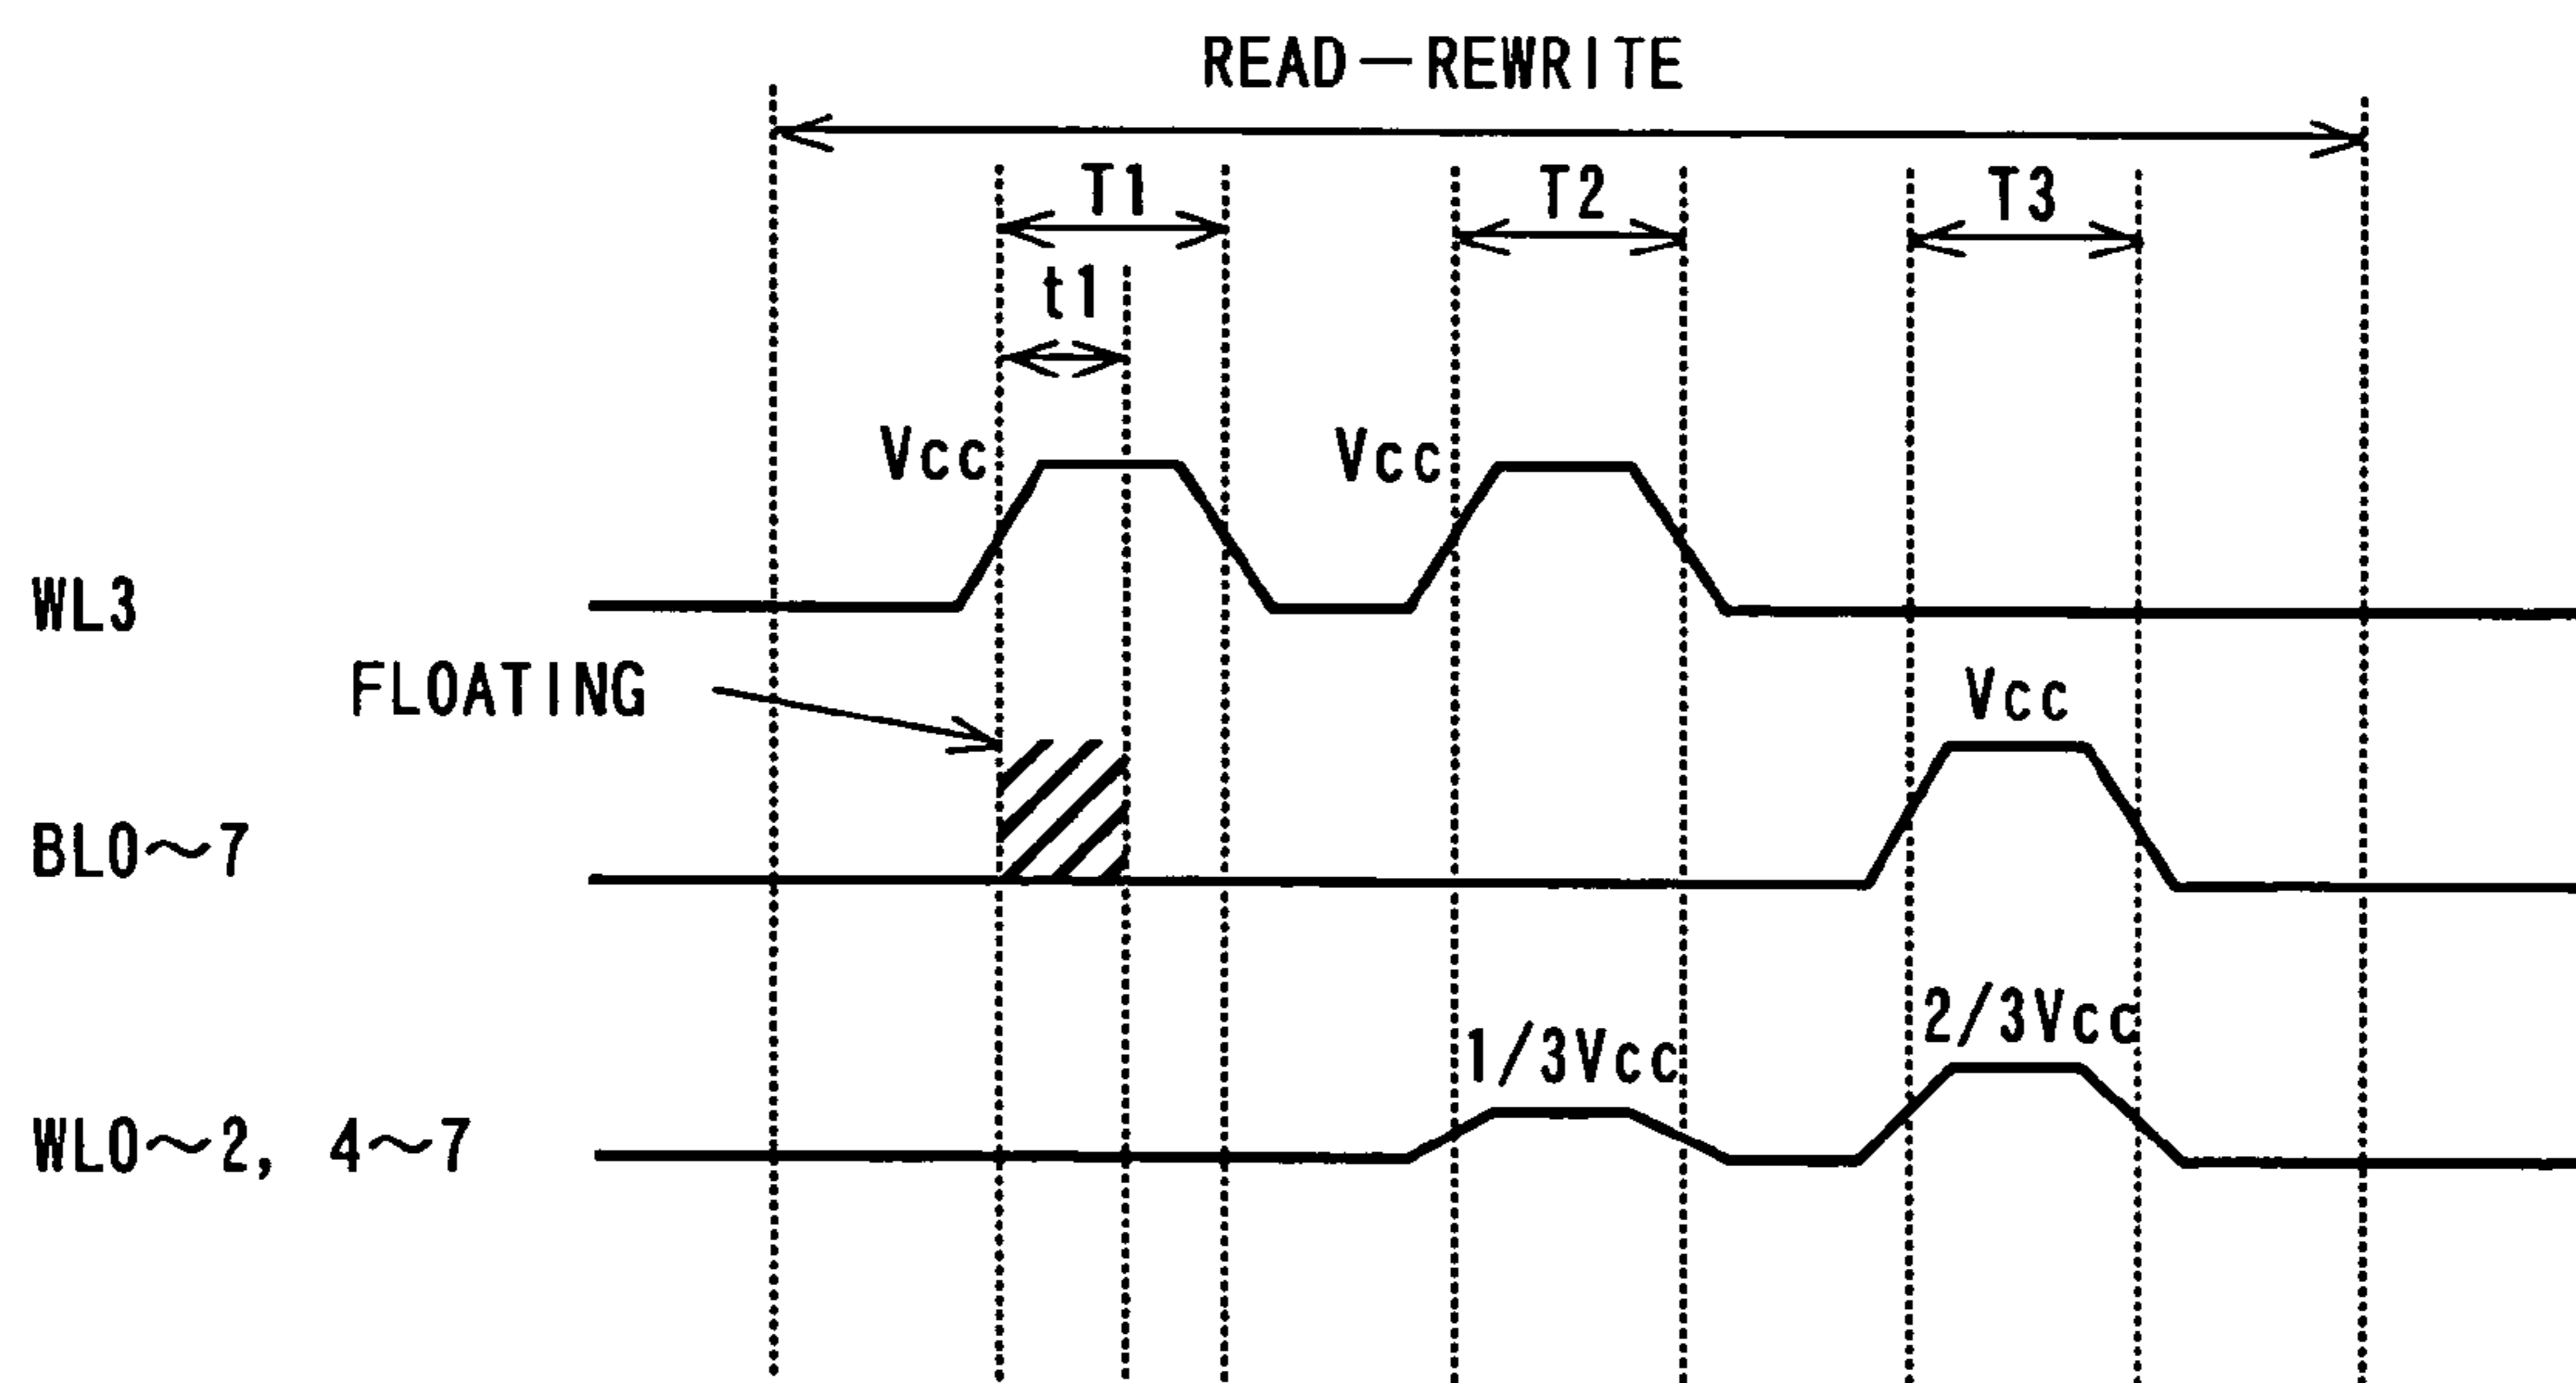 READ—REWRITE
T1
T2
T3
t1
Vcc
Vcc
WL3
FLOATING
Vcc
BL0～7
2/3Vcc
1/3Vcc
WL0～2, 4～7